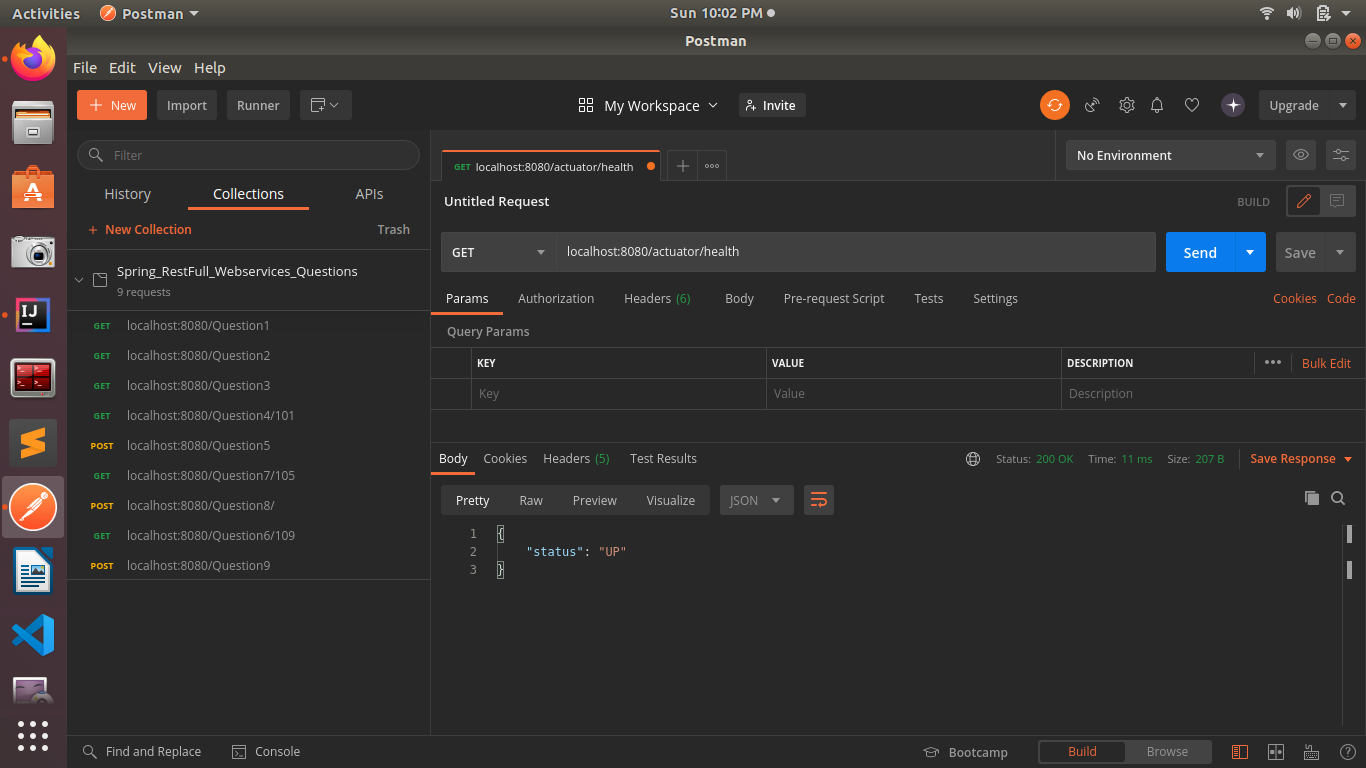 Activities Postman Sun 10:02 PM
Postman
File Edit View Help
New Import Runner My Workspace Invite Upgrade
Filter
History Collections APIs
+ New Collection Trash
Spring_RestFull_Webservices_Questions
9 requests
GET localhost:8080/Question1
GET localhost:8080/Question2
GET localhost:8080/Question3
GET localhost:8080/Question4/101
POST localhost:8080/Question5
GET localhost:8080/Question7/105
POST localhost:8080/Question8/
GET localhost:8080/Question6/109
POST localhost:8080/Question9
GET localhost:8080/actuator/health
No Environment
Untitled Request BUILD
GET localhost:8080/actuator/health Send Save
Params Authorization Headers (6) Body Pre-request Script Tests Settings Cookies Code
Query Params
KEY VALUE DESCRIPTION Bulk Edit
Key Value Description
Body Cookies Headers (5) Test Results Status: 200 OK Time: 11 ms Size: 207 B Save Response
Pretty Raw Preview Visualize JSON
1 {
2 "status": "UP"
3 }
Find and Replace Console Bootcamp Build Browse